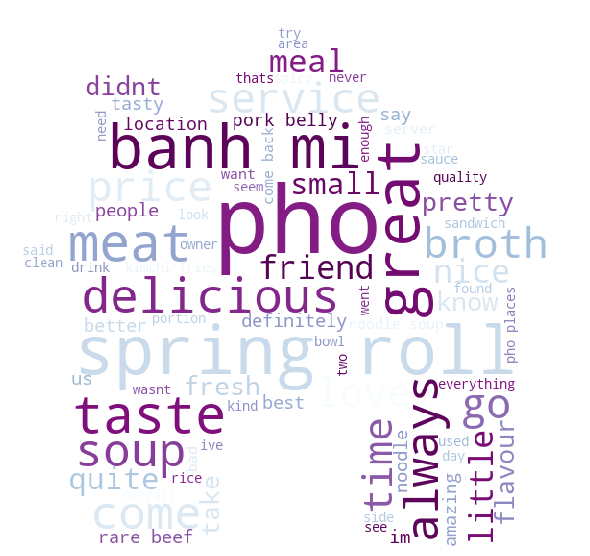 try
area
meal
thats
never
didnt
service
tasty
need
location
pork belly
say
server
enough
come back
banh mi
great
star
sauce
want
seem
small
quality
price
pho
pretty
people
right
look
sandwich
meat
owner
broth
said
clean
drink
kimchi fries
friend
nice
found
know
delicious
went
pho places
better
portion
definitely
noodle soup
bowl
spring roll
two
us
wasnt
fresh
kind
best
love
always
everything
go
taste
time
noodle
used
day
little
flavour
soup
ive
bad
quite
rice
take
amazing
side
overall
come
see
im
rare beef